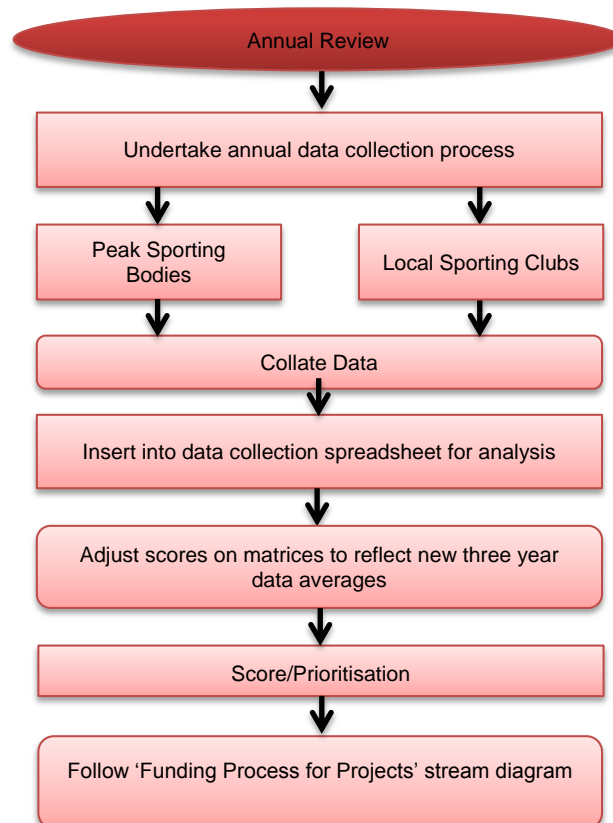 Annual Review
Undertake annual data collection process
Peak Sporting
Bodies
Local Sporting Clubs
Collate Data
Insert into data collection spreadsheet for analysis
Adjust scores on matrices to reflect new three year
data averages
Score/Prioritisation
Follow ‘Funding Process for Projects’ stream diagram